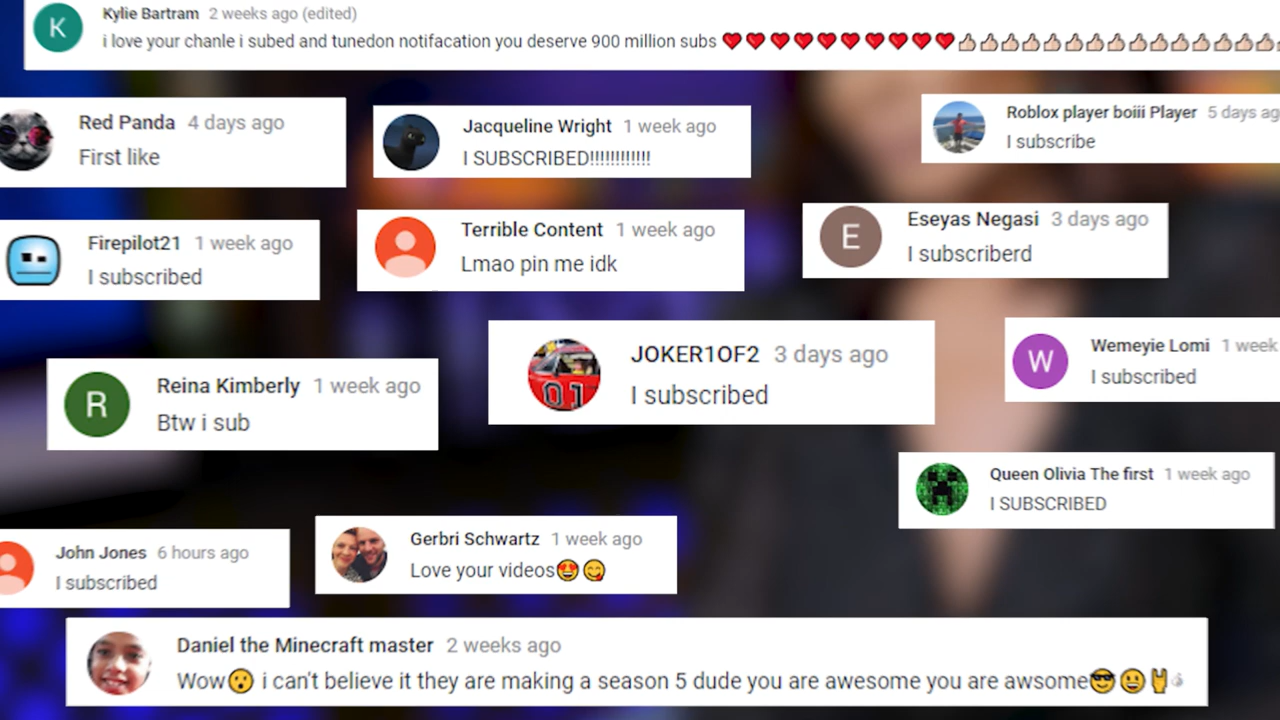 Kylie Bartram 2 weeks ago (edited)
i love your chanle i subed and tunedon notifacation you deserve 900 million subs ❤❤❤❤❤❤❤❤❤❤👍🏻👍🏻👍🏻👍🏻👍🏻👍🏻👍🏻👍🏻👍🏻👍🏻👍🏻👍🏻👍🏻👍🏻👍🏻
Red Panda 4 days ago
First like
Jacqueline Wright 1 week ago
I SUBSCRIBED!!!!!!!!!!!!
Roblox player boiii Player 5 days ag
I subscribe
Firepilot21 1 week ago
I subscribed
Terrible Content 1 week ago
Lmao pin me idk
Eseyas Negasi 3 days ago
I subscriberd
Reina Kimberly 1 week ago
Btw i sub
JOKER1OF2 3 days ago
I subscribed
01
Wemeyie Lomi 1 week
I subscribed
Queen Olivia The first 1 week ago
I SUBSCRIBED
John Jones 6 hours ago
I subscribed
Gerbri Schwartz 1 week ago
Love your videos😍😋
Daniel the Minecraft master 2 weeks ago
Wow😮 i can't believe it they are making a season 5 dude you are awesome you are awsome😎😃🤘👌
K
E
W
R